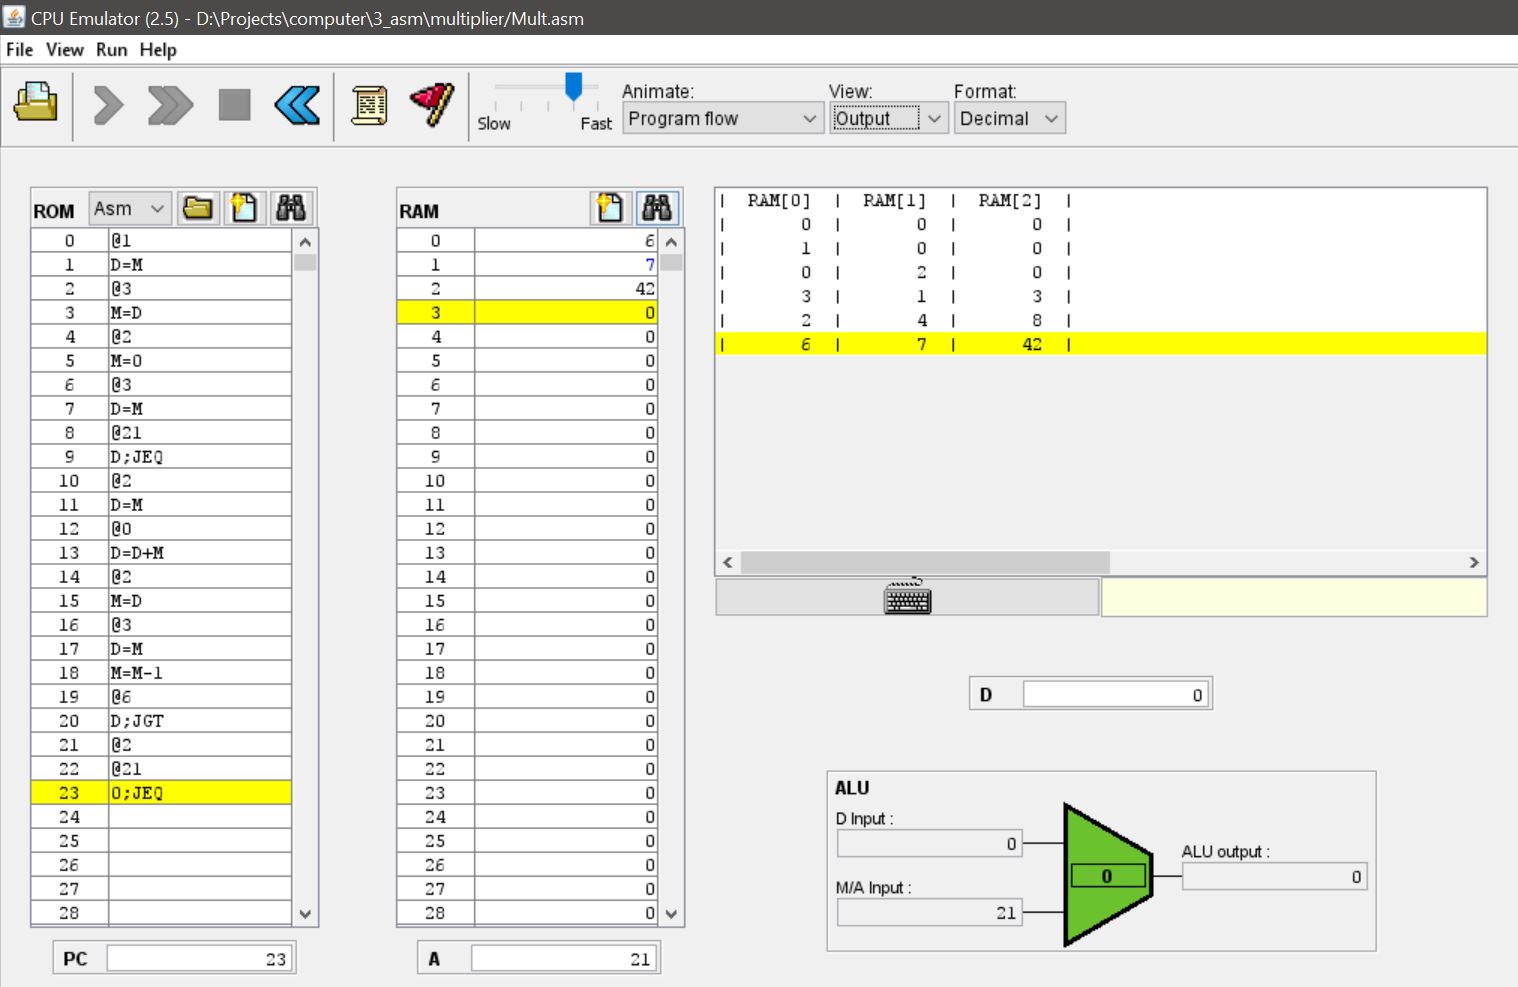 CPU Emulator (2.5) - D:\Projects\computer\3_asm\multiplier/Mult.asm
File View Run Help
Slow Fast
Animate: View: Format:
Program flow Output Decimal
ROM Asm
0 @1
1 D=M
2 @3
3 M=D
4 @2
5 M=0
6 @3
7 D=M
8 @21
9 D;JEQ
10 @2
11 D=M
12 @0
13 D=D+M
14 @2
15 M=D
16 @3
17 D=M
18 M=M-1
19 @6
20 D;JGT
21 @2
22 @21
23 0;JEQ
24
25
26
27
28
PC 23
RAM
0 6
1 7
2 42
3 0
4 0
5 0
6 0
7 0
8 0
9 0
10 0
11 0
12 0
13 0
14 0
15 0
16 0
17 0
18 0
19 0
20 0
21 0
22 0
23 0
24 0
25 0
26 0
27 0
28 0
A 21
| RAM[0] | RAM[1] | RAM[2] |
| 0 | 0 | 0 |
| 1 | 0 | 0 |
| 0 | 2 | 0 |
| 3 | 1 | 3 |
| 2 | 4 | 8 |
| 6 | 7 | 42 |
D 0
ALU
D Input :
0
M/A Input :
21
0
ALU output :
0